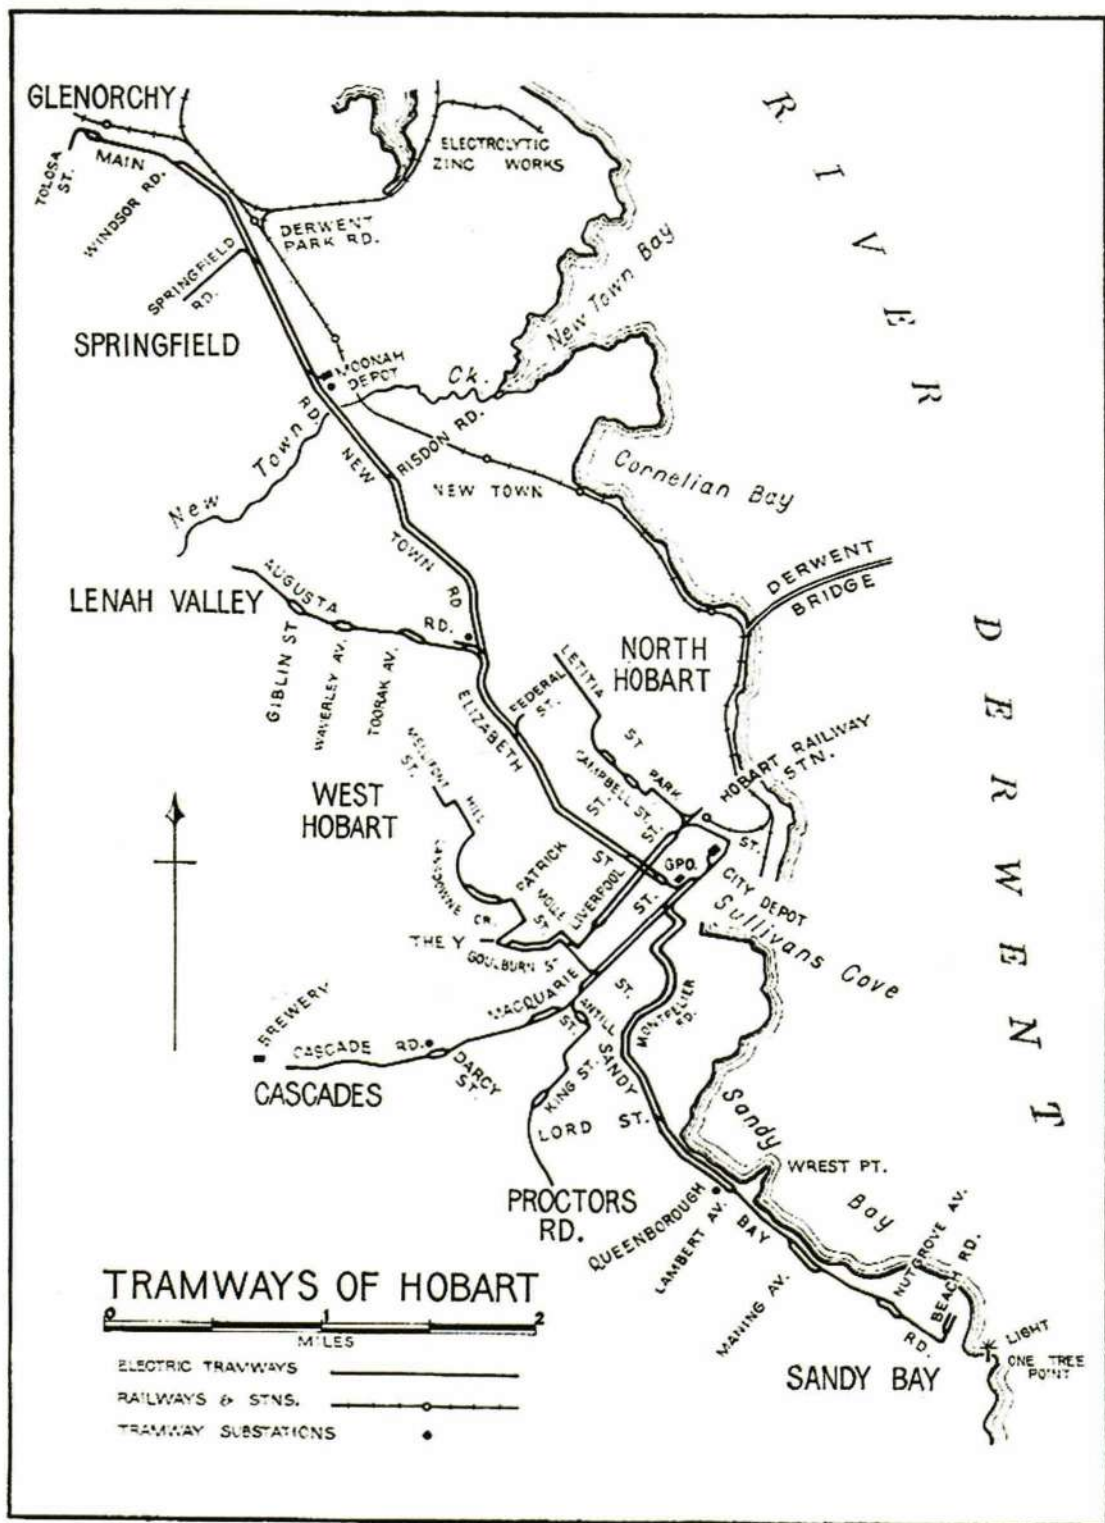 GLENORCHY
TOLOSA ST.
MAIN
WINDSOR RD.
ELECTROLYTIC
ZINC WORKS
DERWENT
PARK RD.
SPRINGFIELD
RD.
SPRINGFIELD
MOONAH
DEPOT
New Town Bay
RIVER
DERWENT
New Town
Ck.
RD.
RISDON RD.
NEW TOWN
Cornelian Bay
NEW
TOWN
RD
DERWENT
BRIDGE
LENAH VALLEY
AUGUSTA
RD.
GIBLIN ST
WAVERLEY AV.
TOORAK AV.
NORTH
HOBART
LETITIA
ST
FEDERAL
ST.
ELIZABETH
ST
CAMPBELL ST.
ST.
PARK
ST.
HOBART RAILWAY
STN.
ST.
WEST
HOBART
ST.
HILL
CR.
PATRICK
ST
MOLLE
ST
LIVERPOOL
GPO.
CITY DEPOT
Sullivans Cove
THE Y
GOULBURN ST
MACQUARIE
ST.
BREWERY
CASCADE RD.
DARCY
ST.
CASCADES
ANTILL
ST.
ST.
MONTPELIER
RD.
SANDY
KING ST.
LORD ST.
PROCTORS
RD.
Sandy
Bay
WREST PT.
QUEENBOROUGH
LAMBERT AV.
BAY
MANING AV.
NUTGROVE AV.
BEACH RD.
RD.
LIGHT
ONE TREE
POINT
SANDY BAY
TRAMWAYS OF HOBART
0 1 2
MILES
ELECTRIC TRAMWAYS
RAILWAYS & STNS.
TRAMWAY SUBSTATIONS